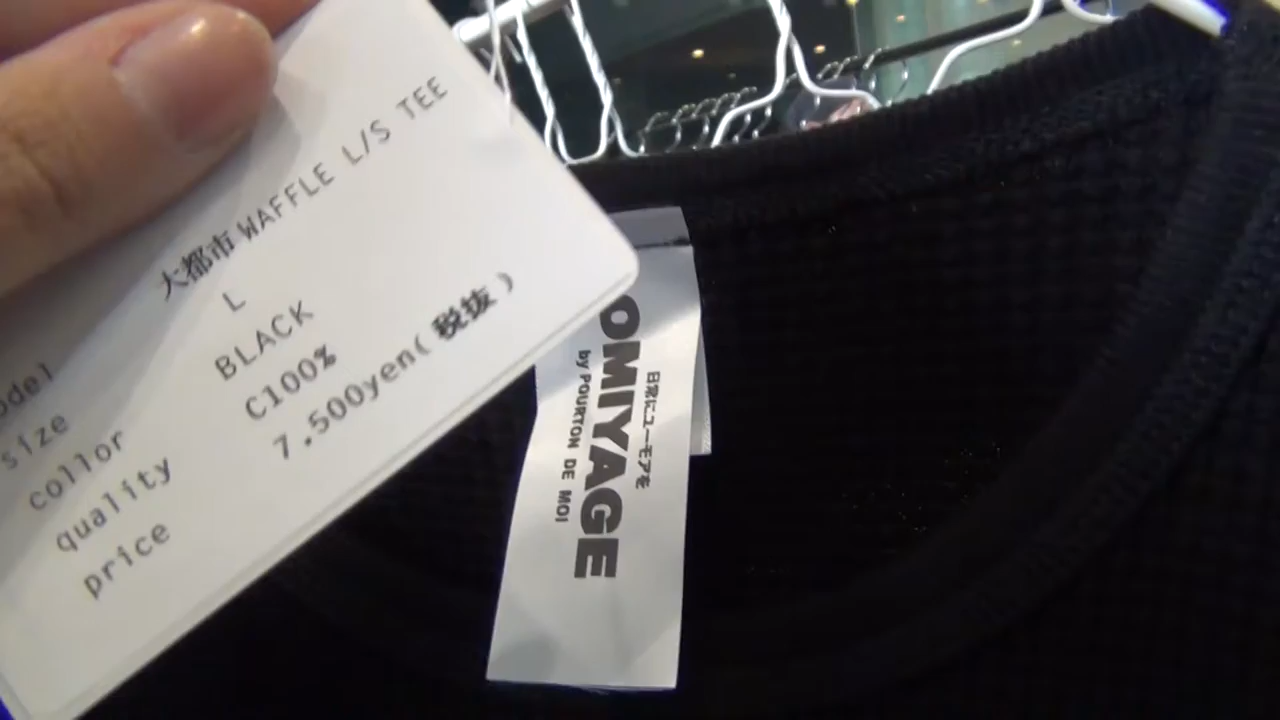 大都市 WAFFLE L/S TEE
size L
collor BLACK
quality C100%
price 7.500yen(税抜)
日常にユーモアを
OMIYAGE
by POURTON DE MOI